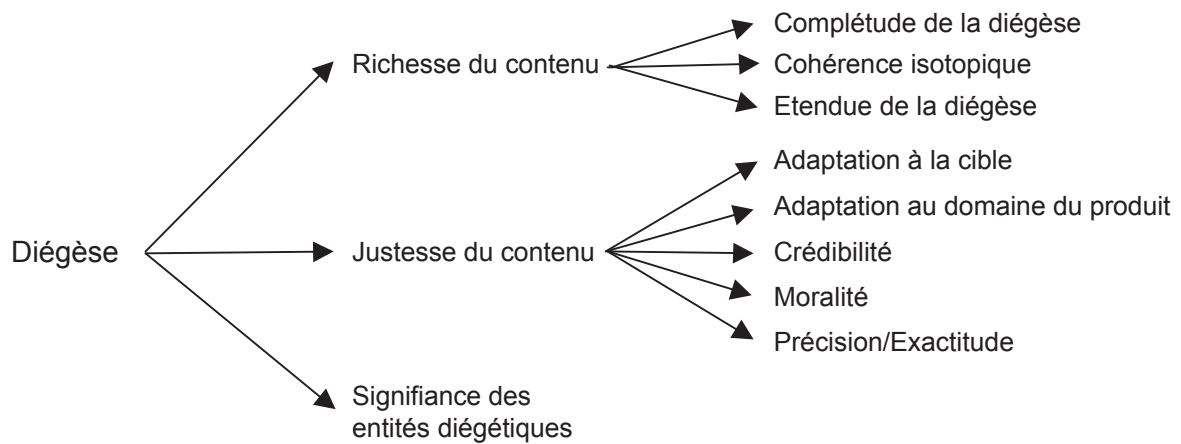 Diégèse
Richesse du contenu
Complétude de la diégèse
Cohérence isotopique
Etendue de la diégèse
Justesse du contenu
Adaptation à la cible
Adaptation au domaine du produit
Crédibilité
Moralité
Précision/Exactitude
Signifiance des
entités diégétiques